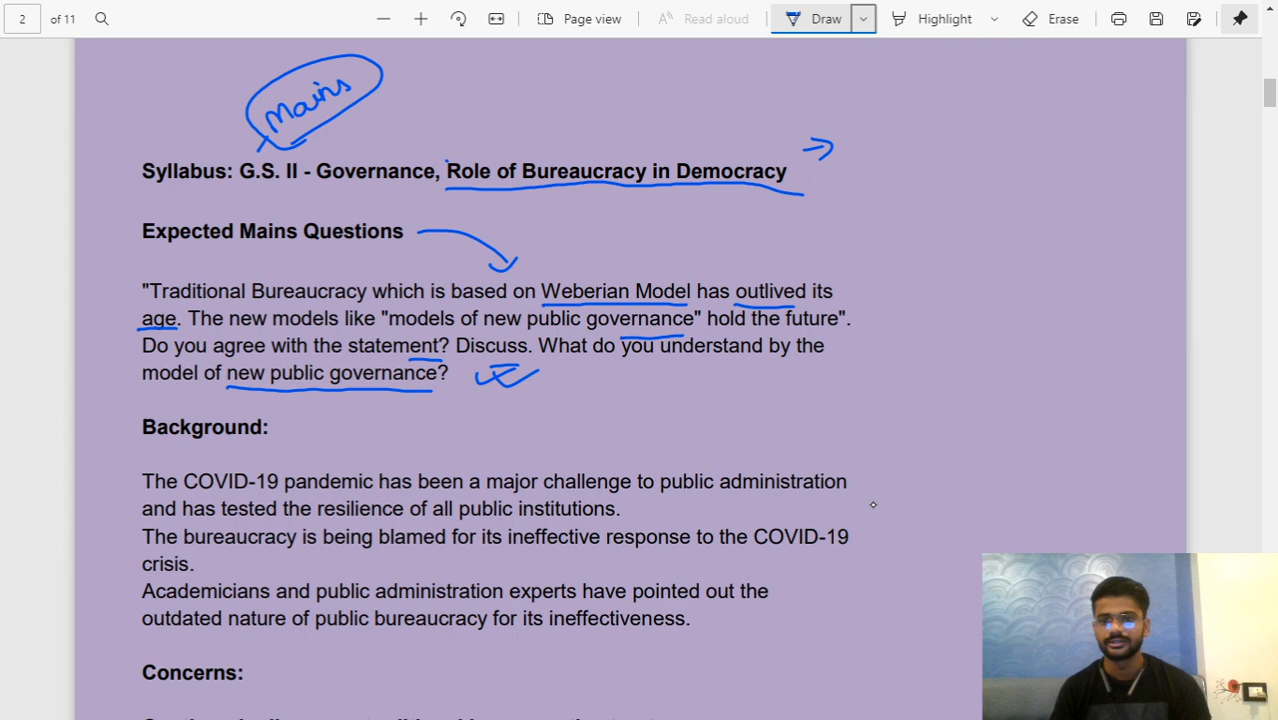 2 of 11 Page view Read aloud Draw Highlight Erase
Mains
Syllabus: G.S. II - Governance, Role of Bureaucracy in Democracy
Expected Mains Questions
"Traditional Bureaucracy which is based on Weberian Model has outlived its
age. The new models like "models of new public governance" hold the future".
Do you agree with the statement? Discuss. What do you understand by the
model of new public governance?
Background:
The COVID-19 pandemic has been a major challenge to public administration
and has tested the resilience of all public institutions.
The bureaucracy is being blamed for its ineffective response to the COVID-19
crisis.
Academicians and public administration experts have pointed out the
outdated nature of public bureaucracy for its ineffectiveness.
Concerns: